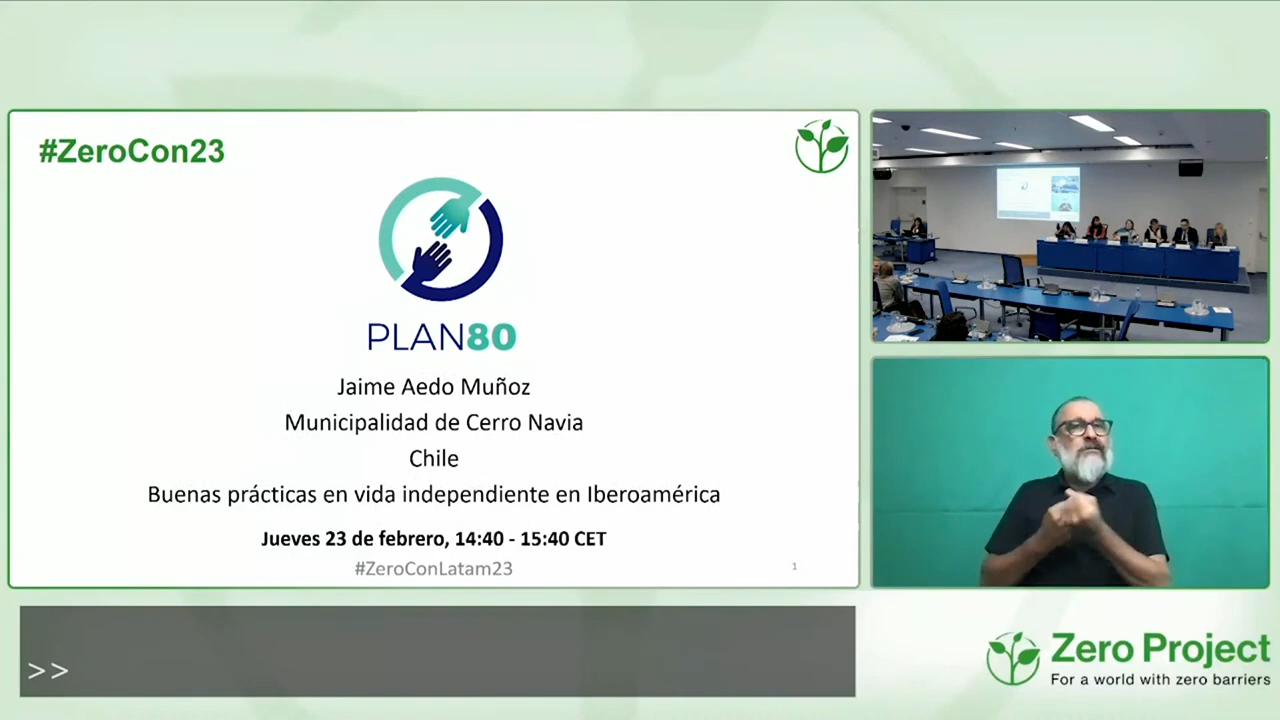 #ZeroCon23
PLAN80
Jaime Aedo Muñoz
Municipalidad de Cerro Navia
Chile
Buenas prácticas en vida independiente en Iberoamérica
Jueves 23 de febrero, 14:40 - 15:40 CET
#ZeroConLatam23
1
>>
Zero Project
For a world with zero barriers